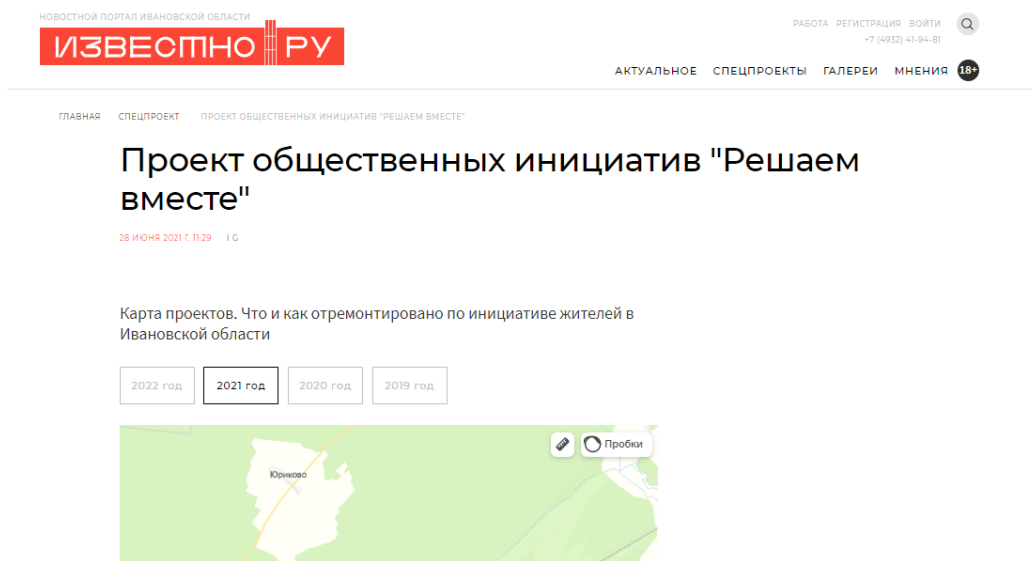 НОВОСТНОЙ ПОРТАЛ ИВАНОВСКОЙ ОБЛАСТИ
ИЗВЕСТНО РУ
РАБОТА РЕГИСТРАЦИЯ ВОЙТИ
+7 (4932) 41-94-81
АКТУАЛЬНОЕ СПЕЦПРОЕКТЫ ГАЛЕРЕИ МНЕНИЯ 18+
ГЛАВНАЯ СПЕЦПРОЕКТ ПРОЕКТ ОБЩЕСТВЕННЫХ ИНИЦИАТИВ "РЕШАЕМ ВМЕСТЕ"
Проект общественных инициатив "Решаем
вместе"
28 ИЮНЯ 2021 Г. 11:29 I G
Карта проектов. Что и как отремонтировано по инициативе жителей в
Ивановской области
2022 год 2021 год 2020 год 2019 год
Пробки
Юриково